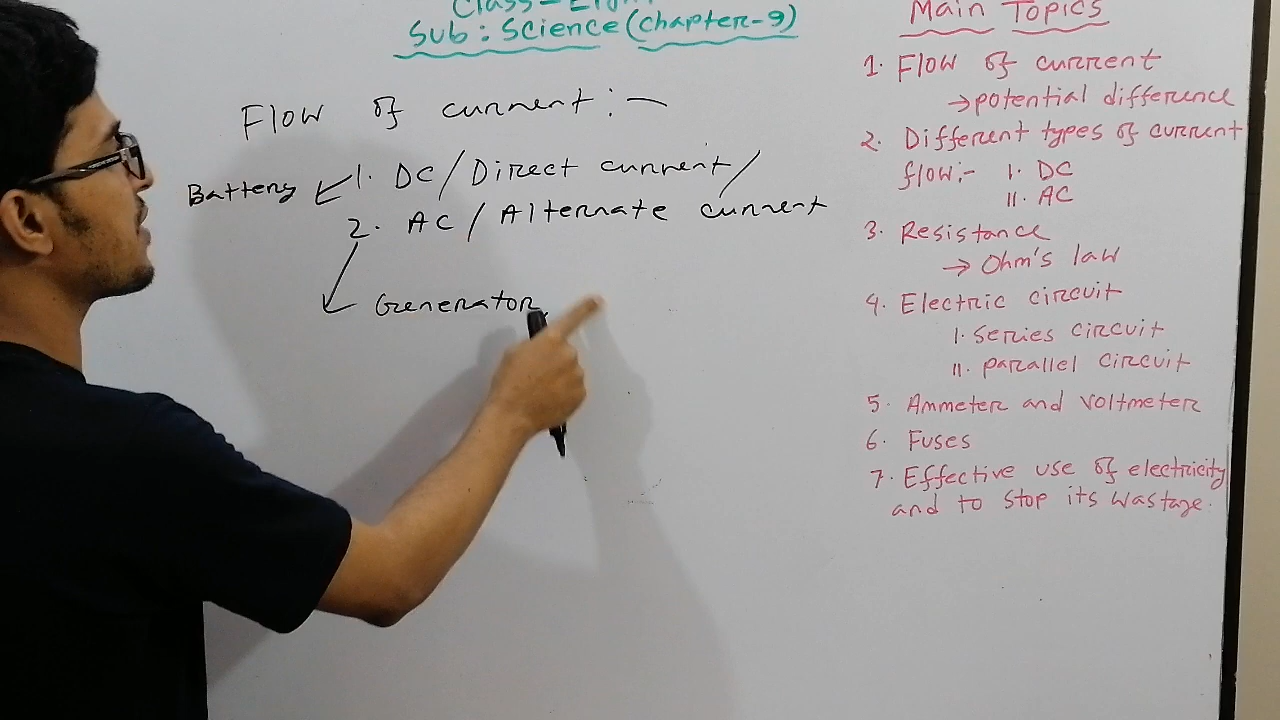 Sub: Science (chapter-9)
Flow of current:-
Battery ↙ 1. DC/Direct current/
2. AC / Alternate current
Generator
Main Topics
1. Flow of current
→ potential difference
2. Different types of current
flow:- I. DC
II. AC
3. Resistance
→ Ohm's law
4. Electric circuit
I. Series circuit
II. parallel circuit
5. Ammeter and voltmeter
6. Fuses
7. Effective use of electricity
and to stop its wastage.